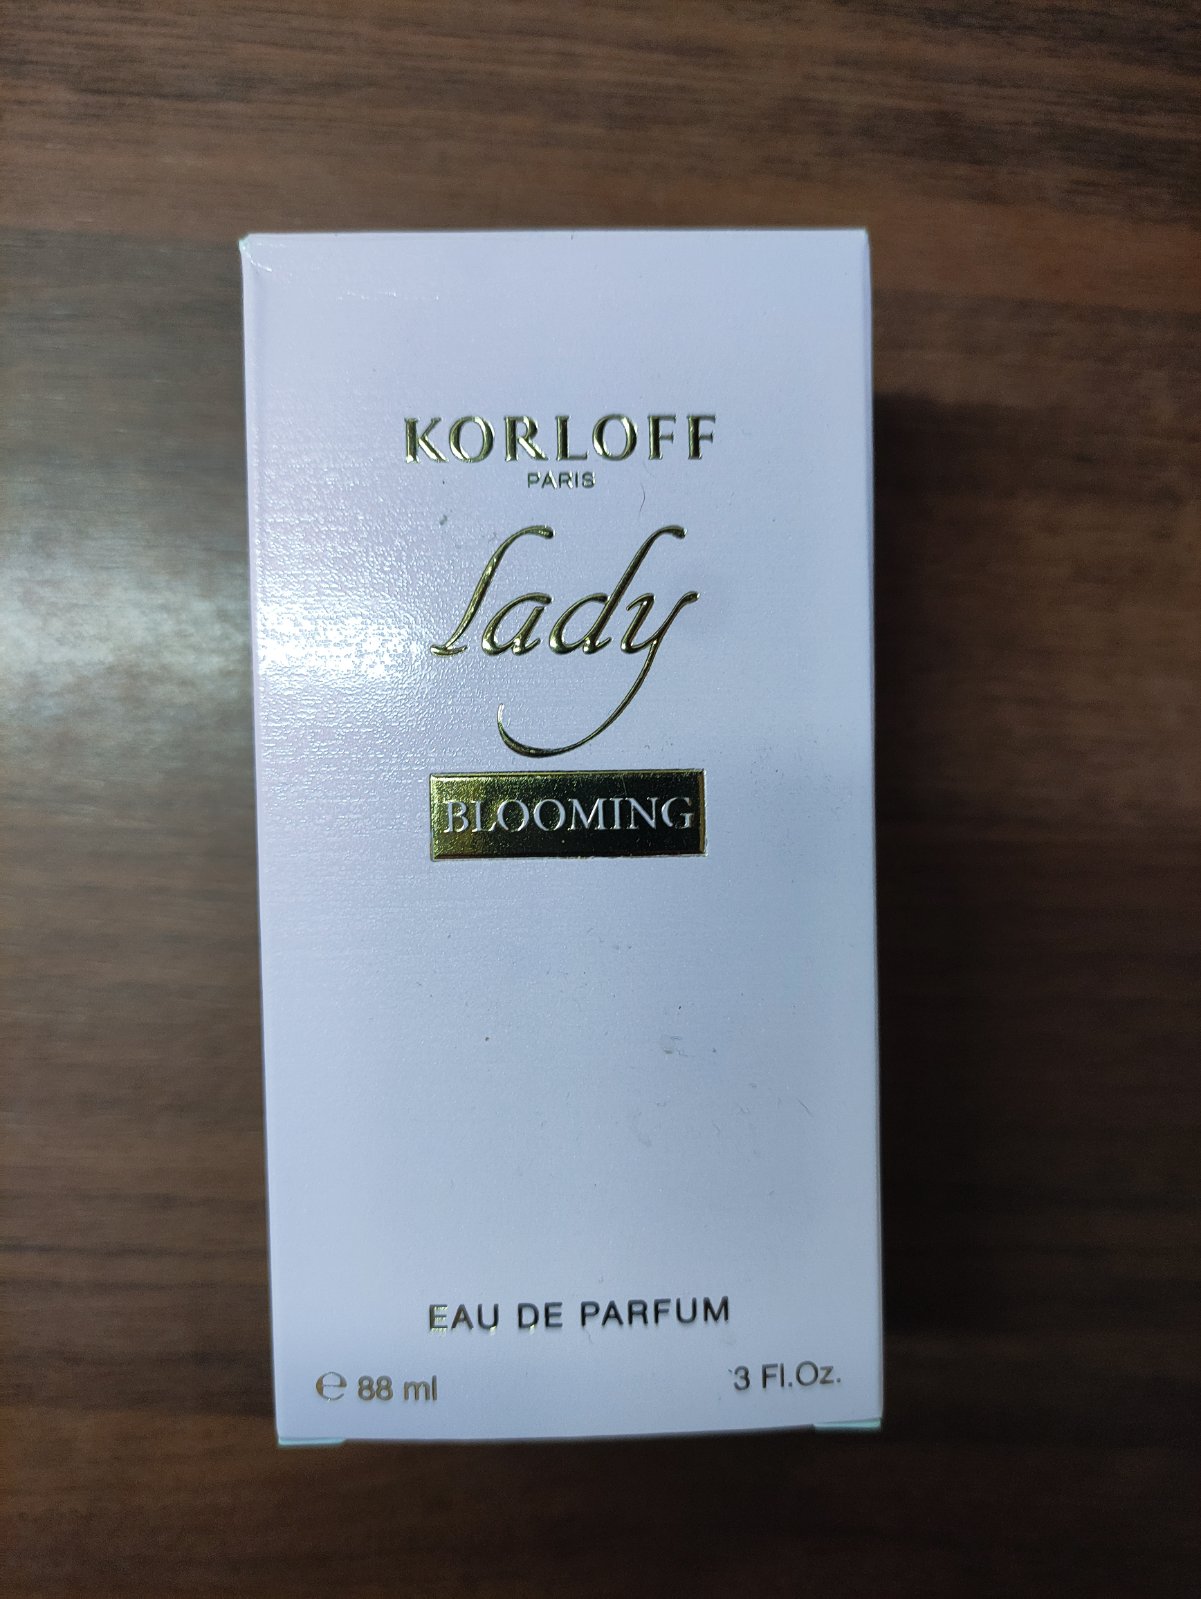 KORLOFF
PARIS
lady
BLOOMING
EAU DE PARFUM
℮ 88 ml
3 Fl.Oz.